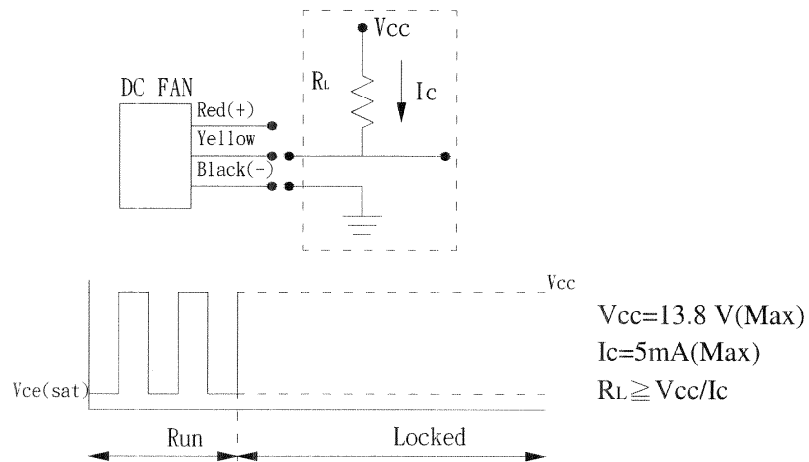 Vcc
RL
Ic
DC FAN
Red(+)
Yellow
Black(-)
Vcc
Vce(sat)
Run
Locked
Vcc=13.8 V(Max)
Ic=5mA(Max)
RL≧Vcc/Ic